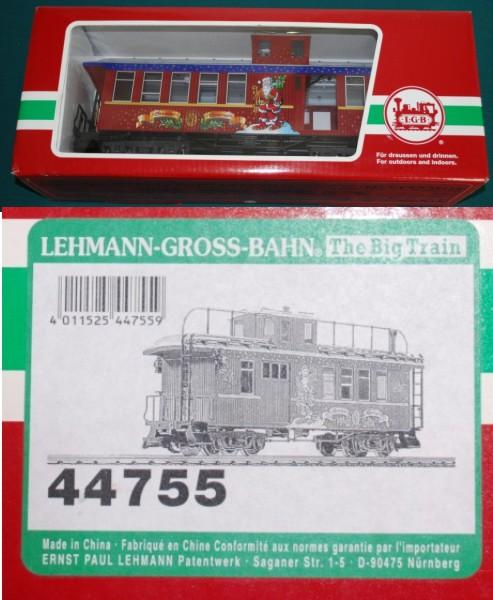 L·G·B
Für draussen und drinnen.
For outdoors and indoors.
LEHMANN-GROSS-BAHN® The Big Train
4 011525 447559
44755
Made in China · Fabriqué en Chine Conformité aux normes garantie par l'importateur
ERNST PAUL LEHMANN Patentwerk · Saganer Str. 1-5 · D-90475 Nürnberg